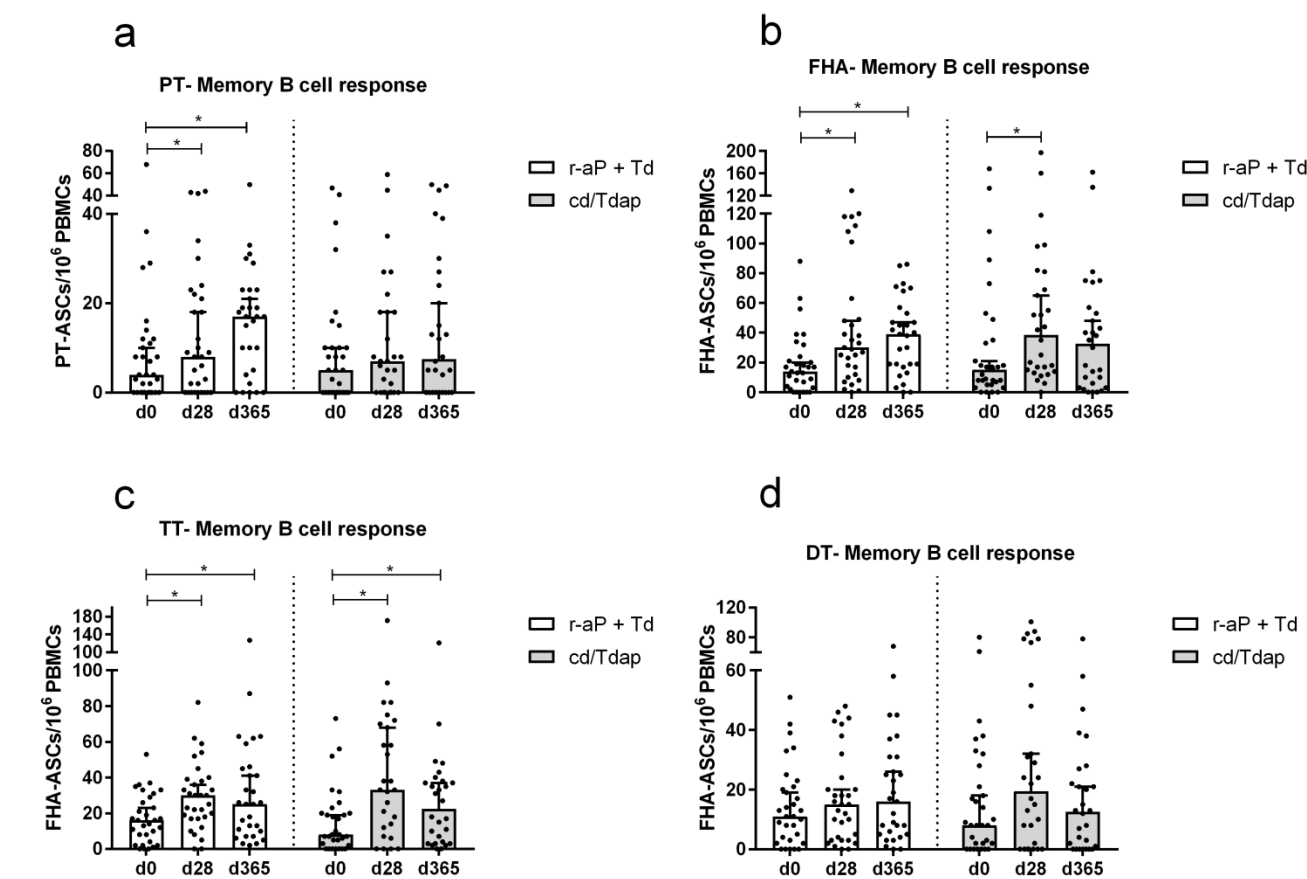 a
PT- Memory B cell response
*
*
80
60
40
40
20
0
PT-ASCs/10⁶ PBMCs
d0 d28 d365 d0 d28 d365
r-aP + Td
cd/Tdap
b
FHA- Memory B cell response
*
* *
200
160
120
120
100
80
60
40
20
0
FHA-ASCs/10⁶ PBMCs
d0 d28 d365 d0 d28 d365
r-aP + Td
cd/Tdap
c
TT- Memory B cell response
* *
* *
180
140
100
100
80
60
40
20
0
FHA-ASCs/10⁶ PBMCs
d0 d28 d365 d0 d28 d365
r-aP + Td
cd/Tdap
d
DT- Memory B cell response
120
80
60
40
20
0
FHA-ASCs/10⁶ PBMCs
d0 d28 d365 d0 d28 d365
r-aP + Td
cd/Tdap